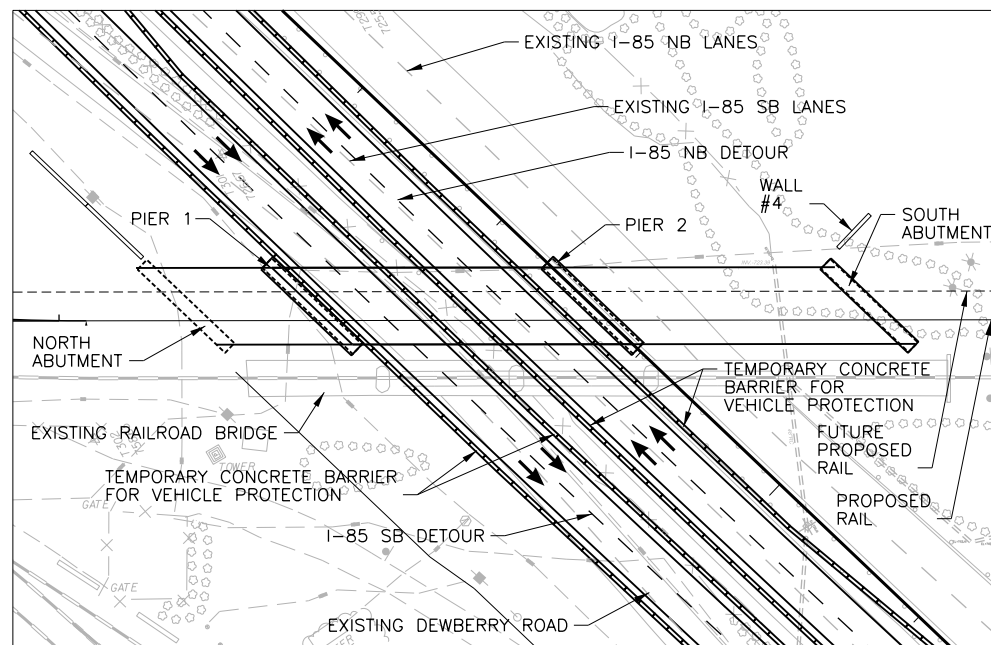 EXISTING I-85 NB LANES
EXISTING I-85 SB LANES
I-85 NB DETOUR
WALL
#4
PIER 1
PIER 2
SOUTH
ABUTMENT
NORTH
ABUTMENT
TEMPORARY CONCRETE
BARRIER FOR
VEHICLE PROTECTION
EXISTING RAILROAD BRIDGE
FUTURE
PROPOSED
RAIL
TOWER
TEMPORARY CONCRETE BARRIER
FOR VEHICLE PROTECTION
PROPOSED
RAIL
GATE
I-85 SB DETOUR
GATE
EXISTING DEWBERRY ROAD